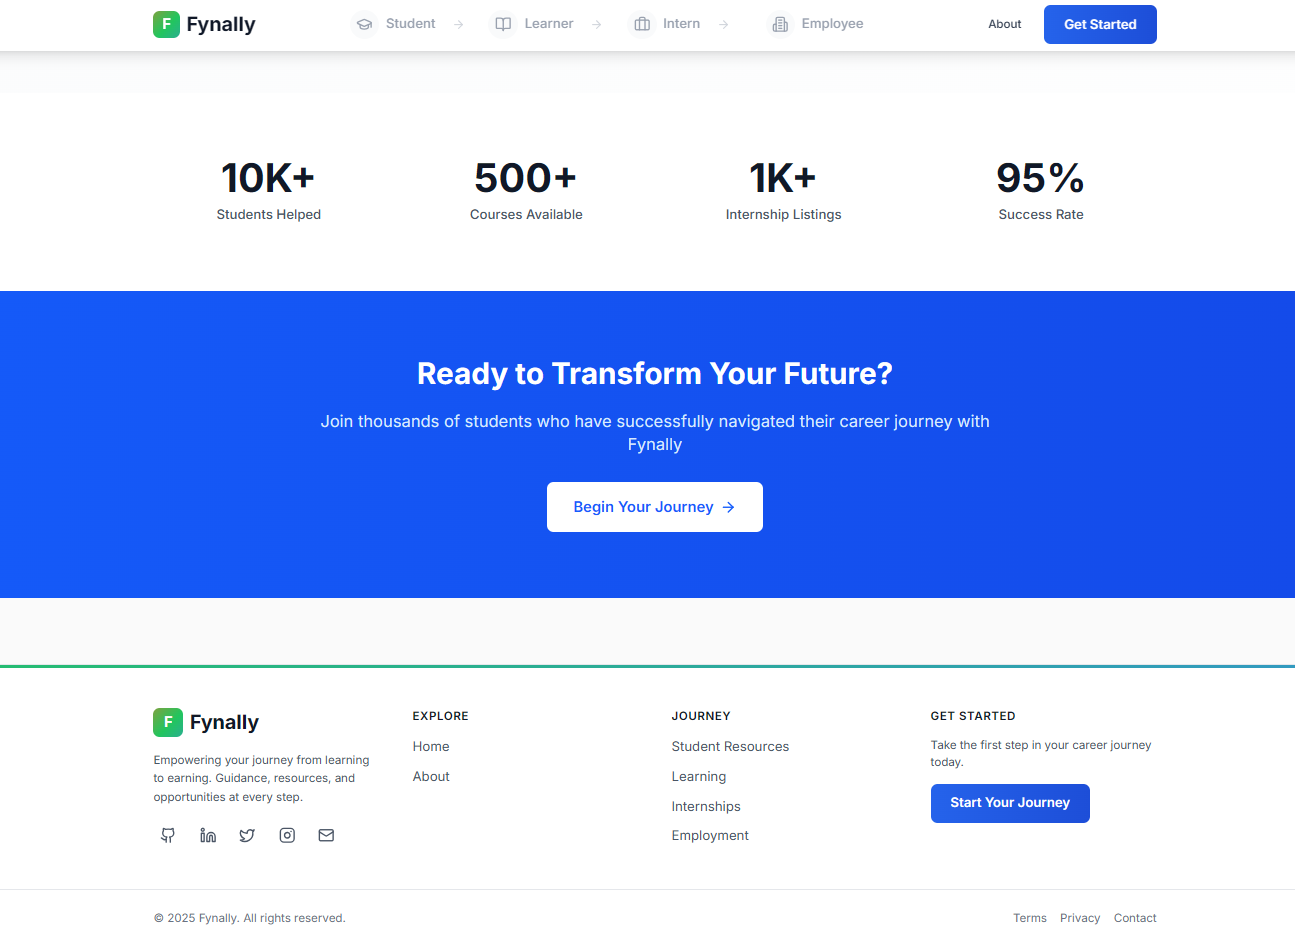 F Fynally
Student
Learner
Intern
Employee
About
Get Started
10K+
Students Helped
500+
Courses Available
1K+
Internship Listings
95%
Success Rate
Ready to Transform Your Future?
Join thousands of students who have successfully navigated their career journey with
Fynally
Begin Your Journey
F Fynally
Empowering your journey from learning
to earning. Guidance, resources, and
opportunities at every step.
EXPLORE
Home
About
JOURNEY
Student Resources
Learning
Internships
Employment
GET STARTED
Take the first step in your career journey
today.
Start Your Journey
© 2025 Fynally. All rights reserved.
Terms
Privacy
Contact